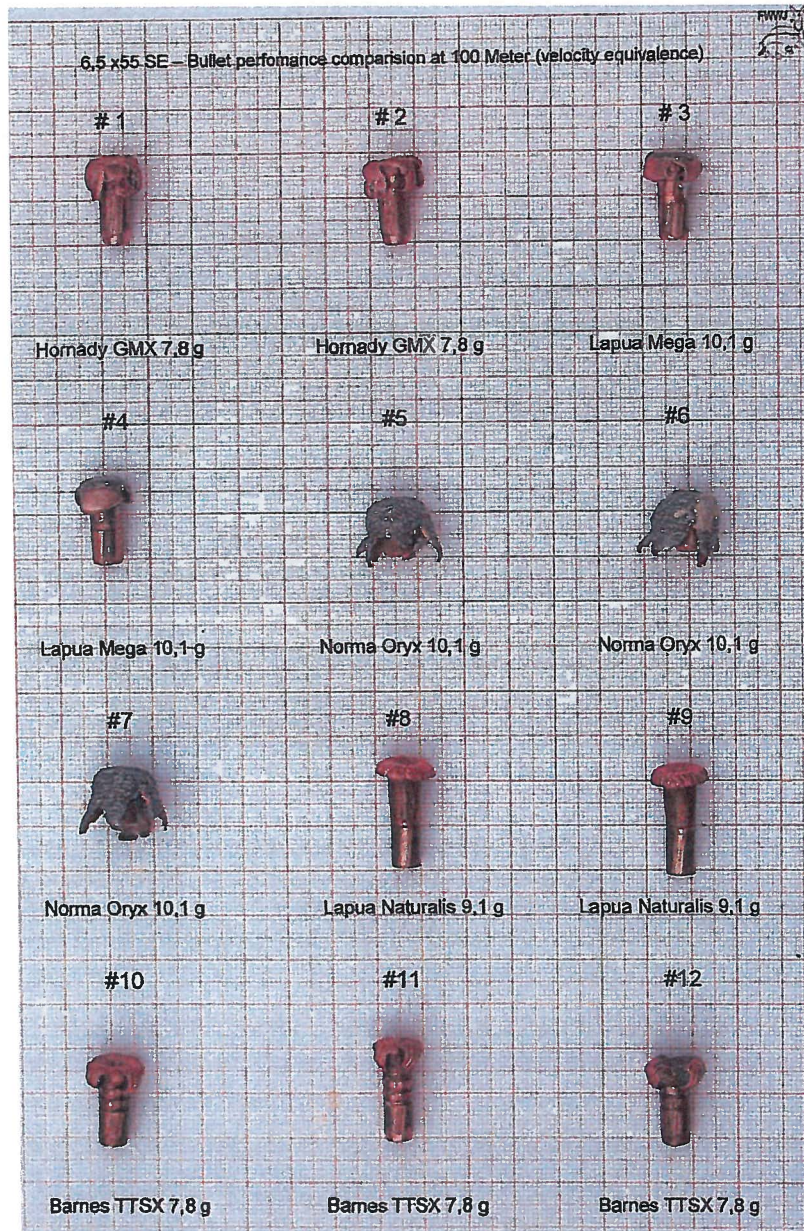 FWWU
6,5 x55 SE – Bullet perfomance comparision at 100 Meter (velocity equivalence)
# 1
# 2
# 3
Hornady GMX 7,8 g
Hornady GMX 7,8 g
Lapua Mega 10,1 g
#4
#5
#6
Lapua Mega 10,1 g
Norma Oryx 10,1 g
Norma Oryx 10,1 g
#7
#8
#9
Norma Oryx 10,1 g
Lapua Naturalis 9,1 g
Lapua Naturalis 9,1 g
#10
#11
#12
Barnes TTSX 7,8 g
Barnes TTSX 7,8 g
Barnes TTSX 7,8 g